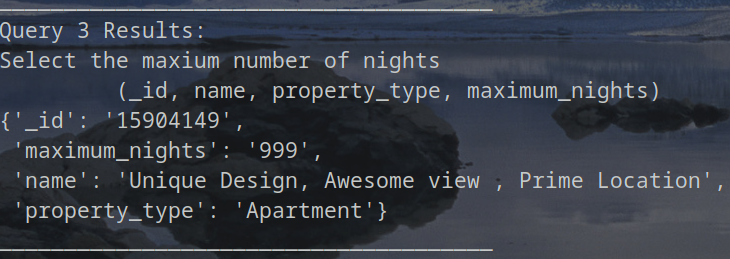 Query 3 Results:
Select the maxium number of nights
(_id, name, property_type, maximum_nights)
{'_id': '15904149',
'maximum_nights': '999',
'name': 'Unique Design, Awesome view , Prime Location',
'property_type': 'Apartment'}